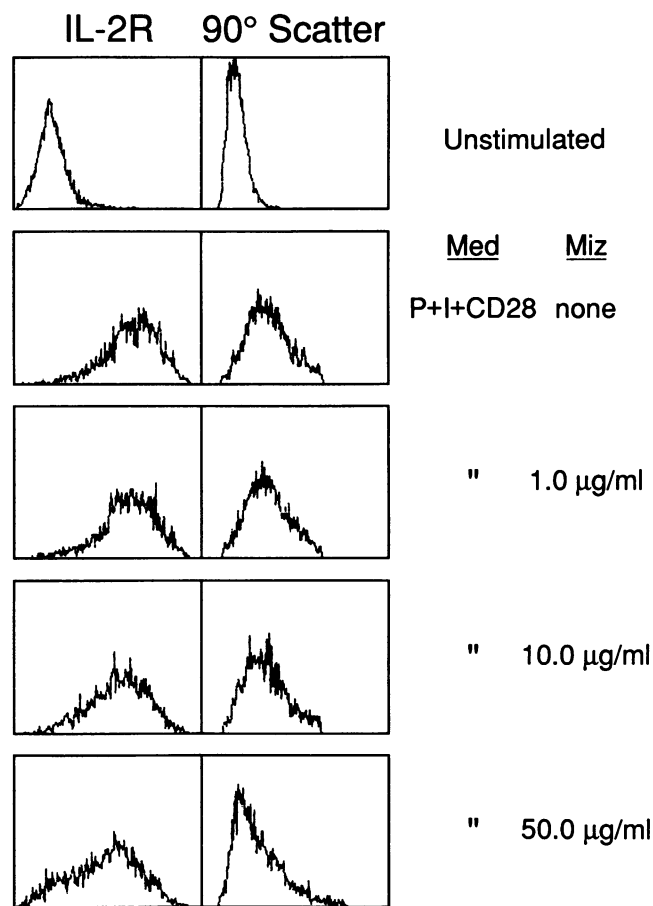 IL-2R 90° Scatter
Unstimulated
Med Miz
P+I+CD28 none
" 1.0 μg/ml
" 10.0 μg/ml
" 50.0 μg/ml